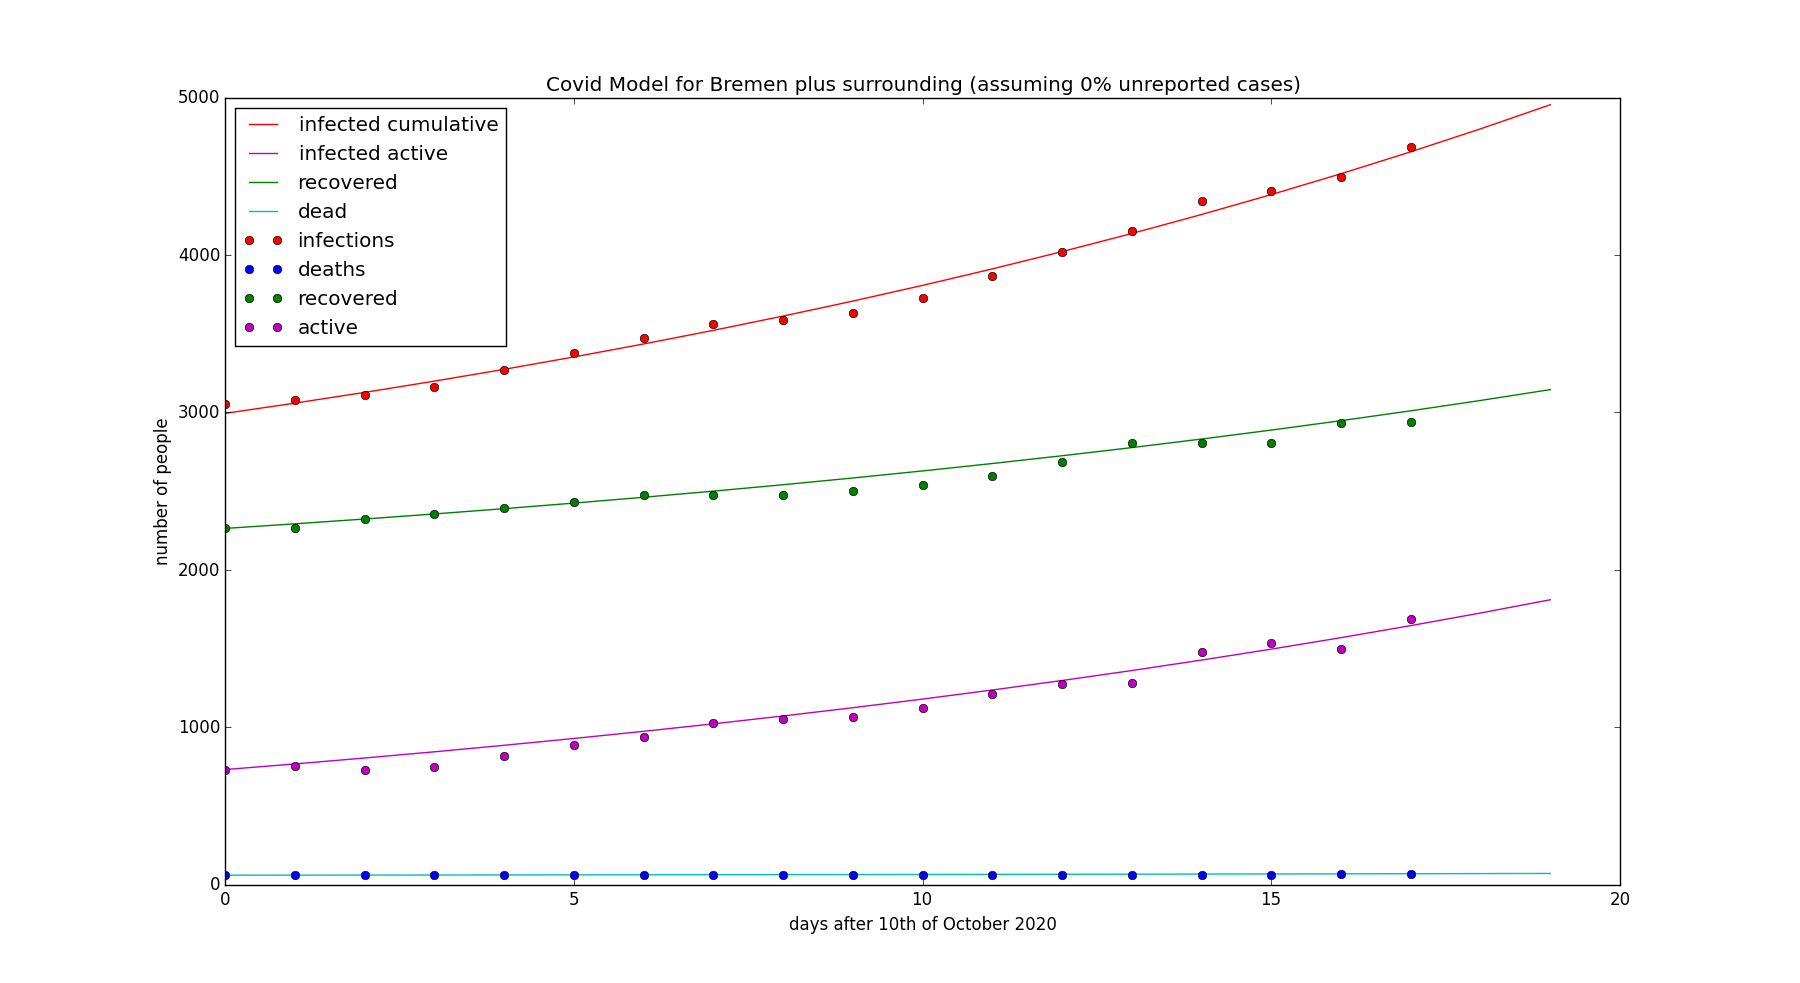 Covid Model for Bremen plus surrounding (assuming 0% unreported cases)
5000
4000
3000
2000
1000
0
number of people
infected cumulative
infected active
recovered
dead
infections
deaths
recovered
active
0 5 10 15 20
days after 10th of October 2020